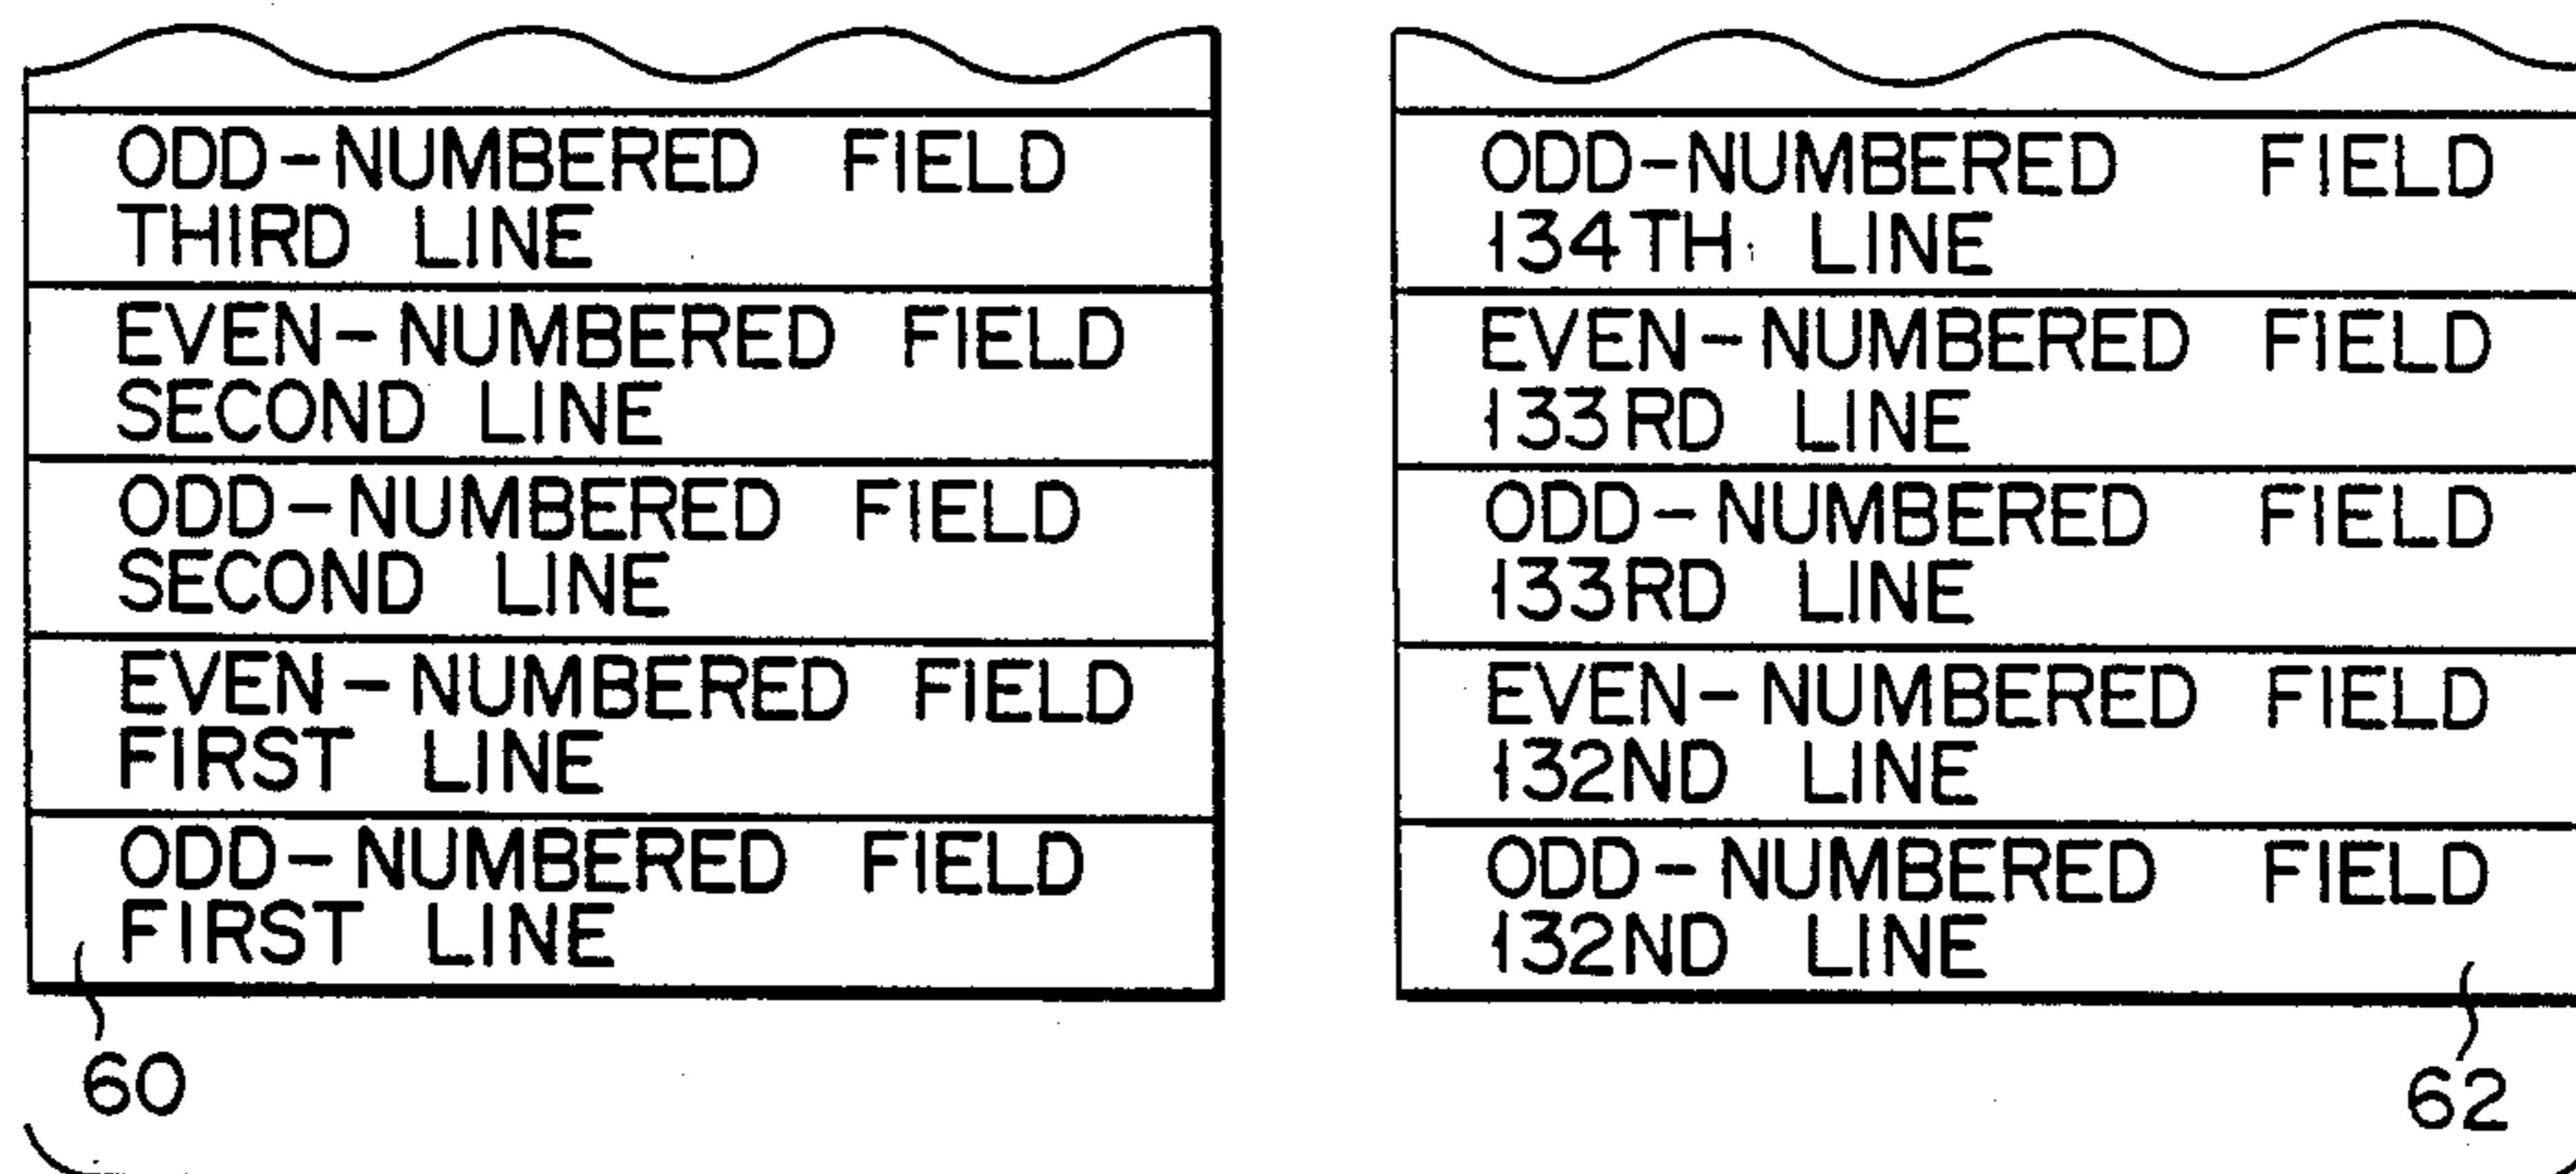 ODD-NUMBERED FIELD
THIRD LINE
EVEN-NUMBERED FIELD
SECOND LINE
ODD-NUMBERED FIELD
SECOND LINE
EVEN-NUMBERED FIELD
FIRST LINE
ODD-NUMBERED FIELD
FIRST LINE
60
ODD-NUMBERED FIELD
134TH LINE
EVEN-NUMBERED FIELD
133RD LINE
ODD-NUMBERED FIELD
133RD LINE
EVEN-NUMBERED FIELD
132ND LINE
ODD-NUMBERED FIELD
132ND LINE
62